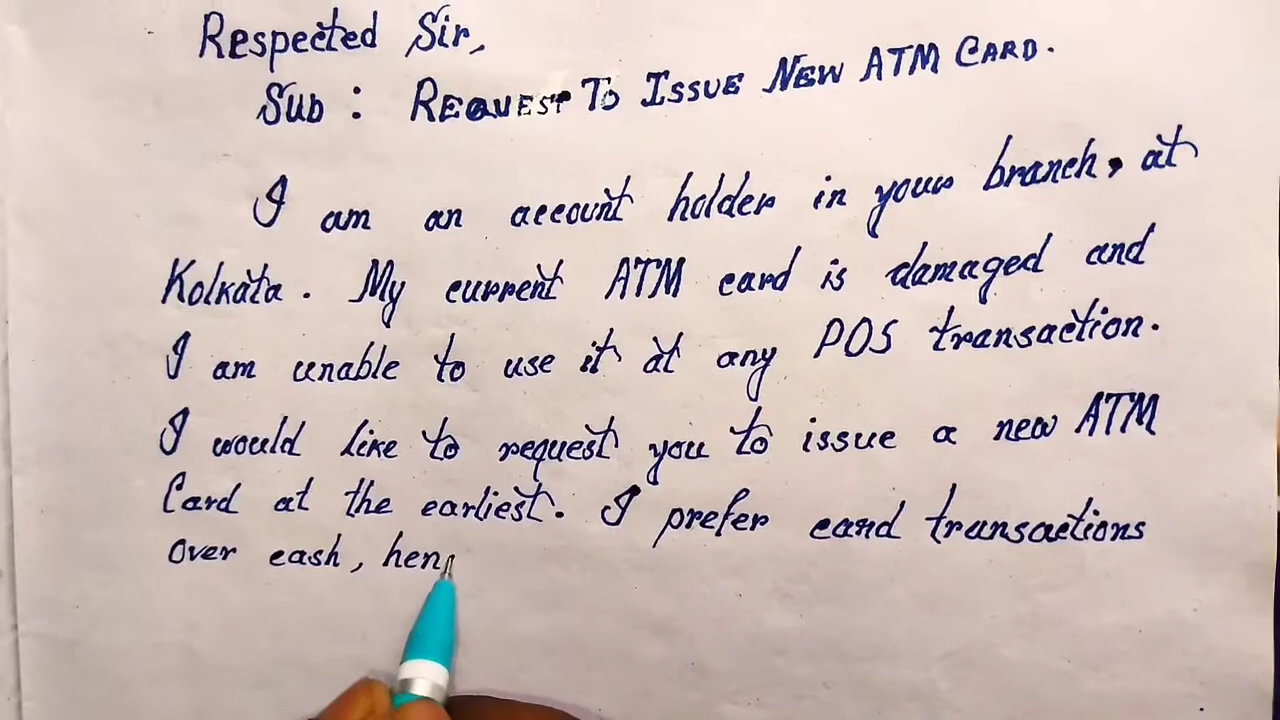 Respected Sir,
Sub : REQUEST TO ISSUE NEW ATM CARD.
I am an account holder in your branch, at
Kolkata. My current ATM card is damaged and
I am unable to use it at any POS transaction.
I would like to request you to issue a new ATM
Card at the earliest. I prefer card transactions
over cash, hen